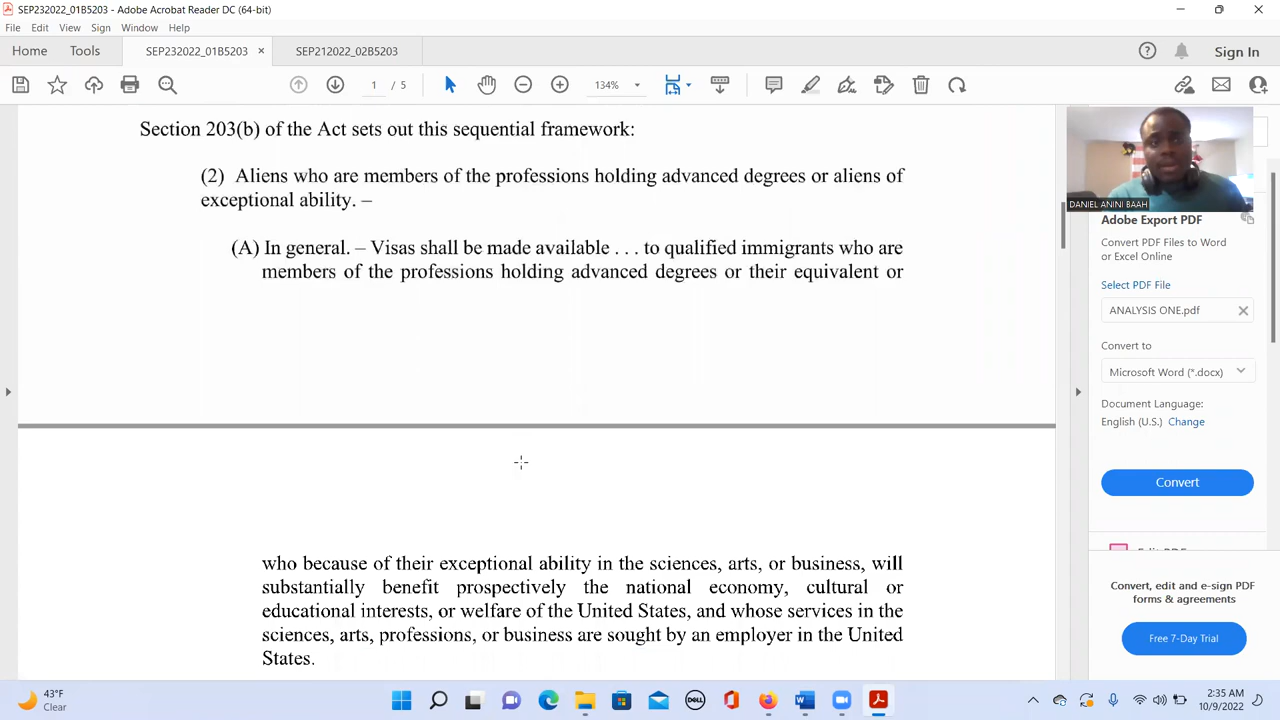 SEP232022_01B5203 - Adobe Acrobat Reader DC (64-bit)
File Edit View Sign Window Help
Home Tools SEP232022_01B5203 × SEP212022_02B5203 Sign In
1 / 5 134%
Section 203(b) of the Act sets out this sequential framework:
(2) Aliens who are members of the professions holding advanced degrees or aliens of
exceptional ability. –
(A) In general. – Visas shall be made available . . . to qualified immigrants who are
members of the professions holding advanced degrees or their equivalent or
who because of their exceptional ability in the sciences, arts, or business, will
substantially benefit prospectively the national economy, cultural or
educational interests, or welfare of the United States, and whose services in the
sciences, arts, professions, or business are sought by an employer in the United
States.
DANIEL ANINI BAAH
Adobe Export PDF
Convert PDF Files to Word
or Excel Online
Select PDF File
ANALYSIS ONE.pdf
Convert to
Microsoft Word (*.docx)
Document Language:
English (U.S.) Change
Convert
Edit PDF
Convert, edit and e-sign PDF
forms & agreements
Free 7-Day Trial
43°F
Clear
DELL
2:35 AM
10/9/2022